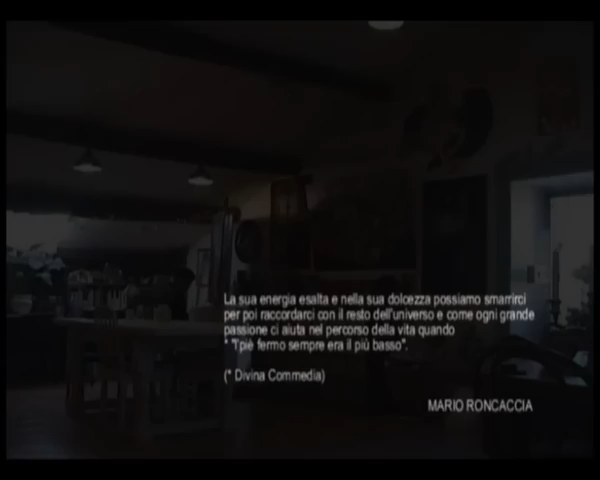 La sua energia esalta e nella sua dolcezza possiamo smarrirci
per poi raccordarci con il resto dell'universo e come ogni grande
passione ci aiuta nel percorso della vita quando
* "l'piè fermo sempre era il più basso".
(* Divina Commedia)
MARIO RONCACCIA